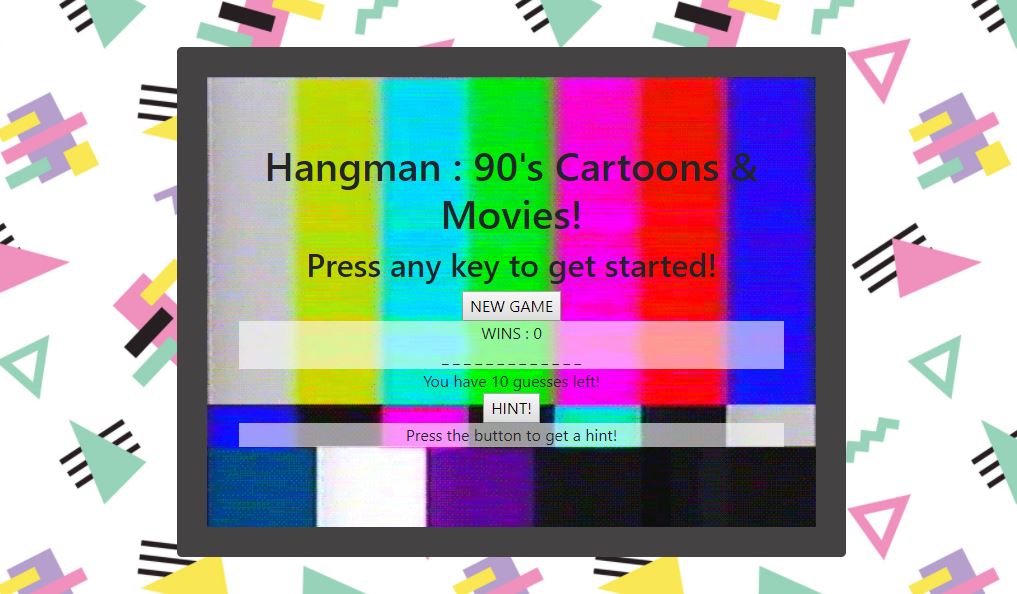 Hangman : 90's Cartoons &
Movies!
Press any key to get started!
NEW GAME
WINS : 0
_ _ _ _ _ _ _ _ _ _ _ _ _
You have 10 guesses left!
HINT!
Press the button to get a hint!